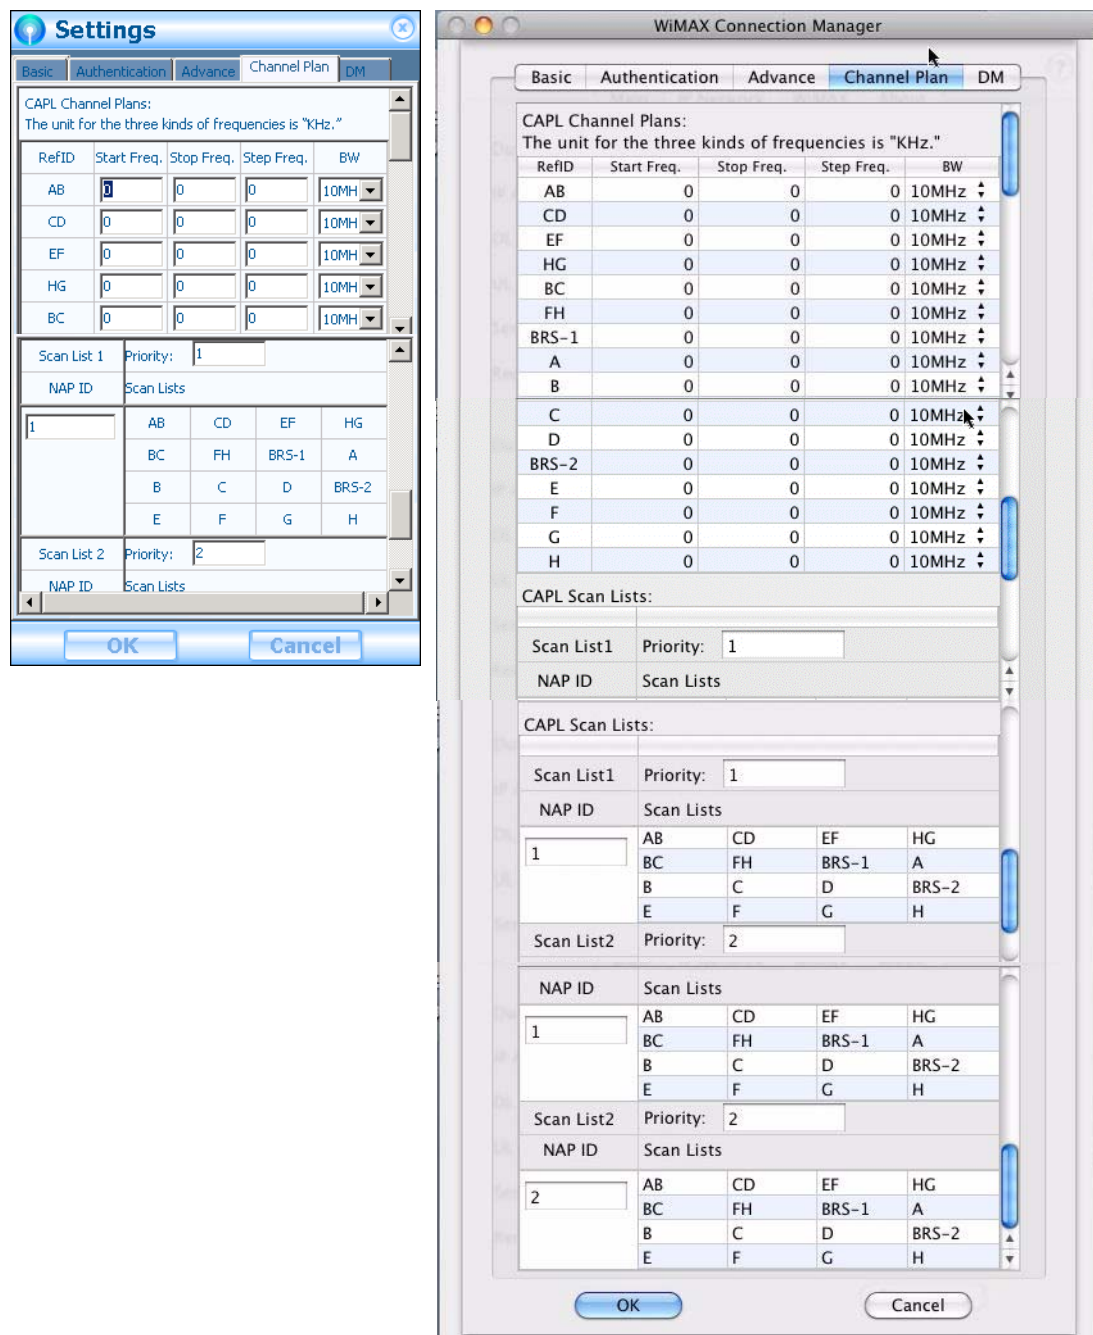 Settings
Basic Authentication Advance Channel Plan DM
CAPL Channel Plans:
The unit for the three kinds of frequencies is "KHz."
RefID Start Freq. Stop Freq. Step Freq. BW
AB 0 0 0 10MH
CD 0 0 0 10MH
EF 0 0 0 10MH
HG 0 0 0 10MH
BC 0 0 0 10MH
Scan List 1 Priority: 1
NAP ID Scan Lists
1 AB CD EF HG
BC FH BRS-1 A
B C D BRS-2
E F G H
Scan List 2 Priority: 2
NAP ID Scan Lists
OK Cancel
WiMAX Connection Manager
Basic Authentication Advance Channel Plan DM
CAPL Channel Plans:
The unit for the three kinds of frequencies is "KHz."
RefID Start Freq. Stop Freq. Step Freq. BW
AB 0 0 0 10MHz
CD 0 0 0 10MHz
EF 0 0 0 10MHz
HG 0 0 0 10MHz
BC 0 0 0 10MHz
FH 0 0 0 10MHz
BRS-1 0 0 0 10MHz
A 0 0 0 10MHz
B 0 0 0 10MHz
C 0 0 0 10MHz
D 0 0 0 10MHz
BRS-2 0 0 0 10MHz
E 0 0 0 10MHz
F 0 0 0 10MHz
G 0 0 0 10MHz
H 0 0 0 10MHz
CAPL Scan Lists:
Scan List1 Priority: 1
NAP ID Scan Lists
CAPL Scan Lists:
Scan List1 Priority: 1
NAP ID Scan Lists
1 AB CD EF HG
BC FH BRS-1 A
B C D BRS-2
E F G H
Scan List2 Priority: 2
NAP ID Scan Lists
1 AB CD EF HG
BC FH BRS-1 A
B C D BRS-2
E F G H
Scan List2 Priority: 2
NAP ID Scan Lists
2 AB CD EF HG
BC FH BRS-1 A
B C D BRS-2
E F G H
OK Cancel